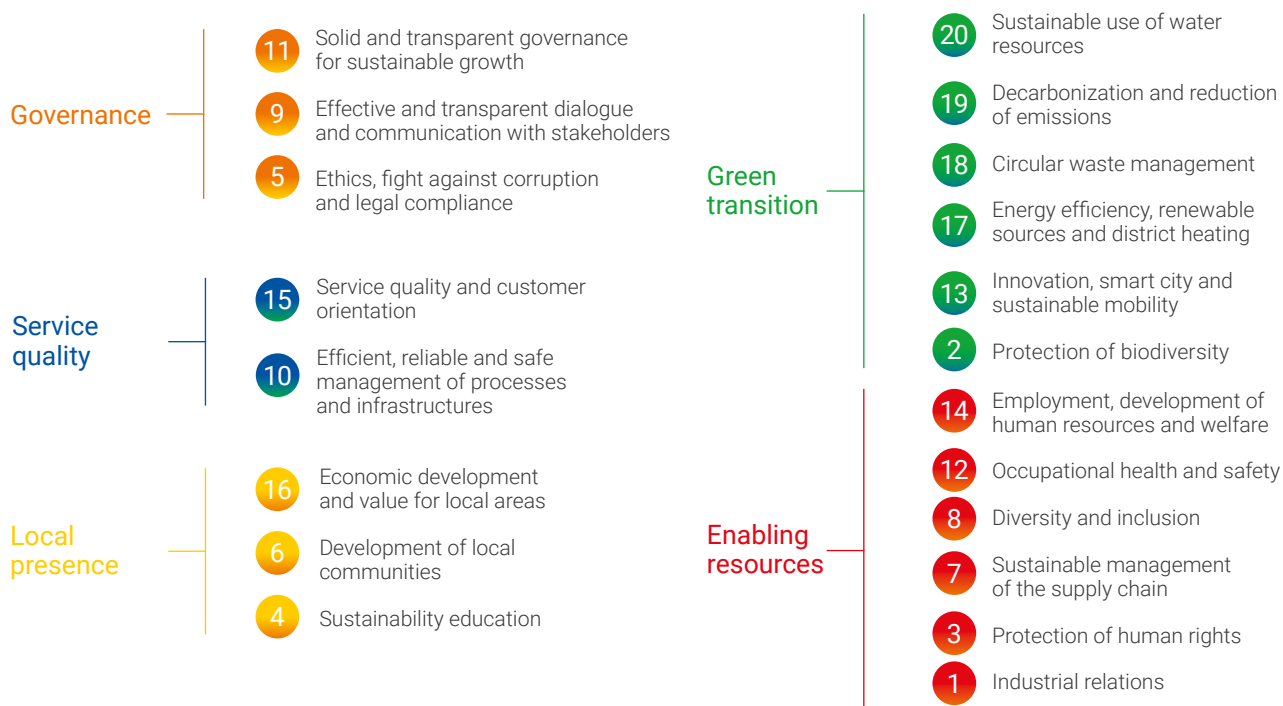 Governance
11
Solid and transparent governance
for sustainable growth
9
Effective and transparent dialogue
and communication with stakeholders
5
Ethics, fight against corruption
and legal compliance
Service
quality
15
Service quality and customer
orientation
10
Efficient, reliable and safe
management of processes
and infrastructures
Local
presence
16
Economic development
and value for local areas
6
Development of local
communities
4
Sustainability education
Green
transition
20
Sustainable use of water
resources
19
Decarbonization and reduction
of emissions
18
Circular waste management
17
Energy efficiency, renewable
sources and district heating
13
Innovation, smart city and
sustainable mobility
2
Protection of biodiversity
Enabling
resources
14
Employment, development of
human resources and welfare
12
Occupational health and safety
8
Diversity and inclusion
7
Sustainable management
of the supply chain
3
Protection of human rights
1
Industrial relations